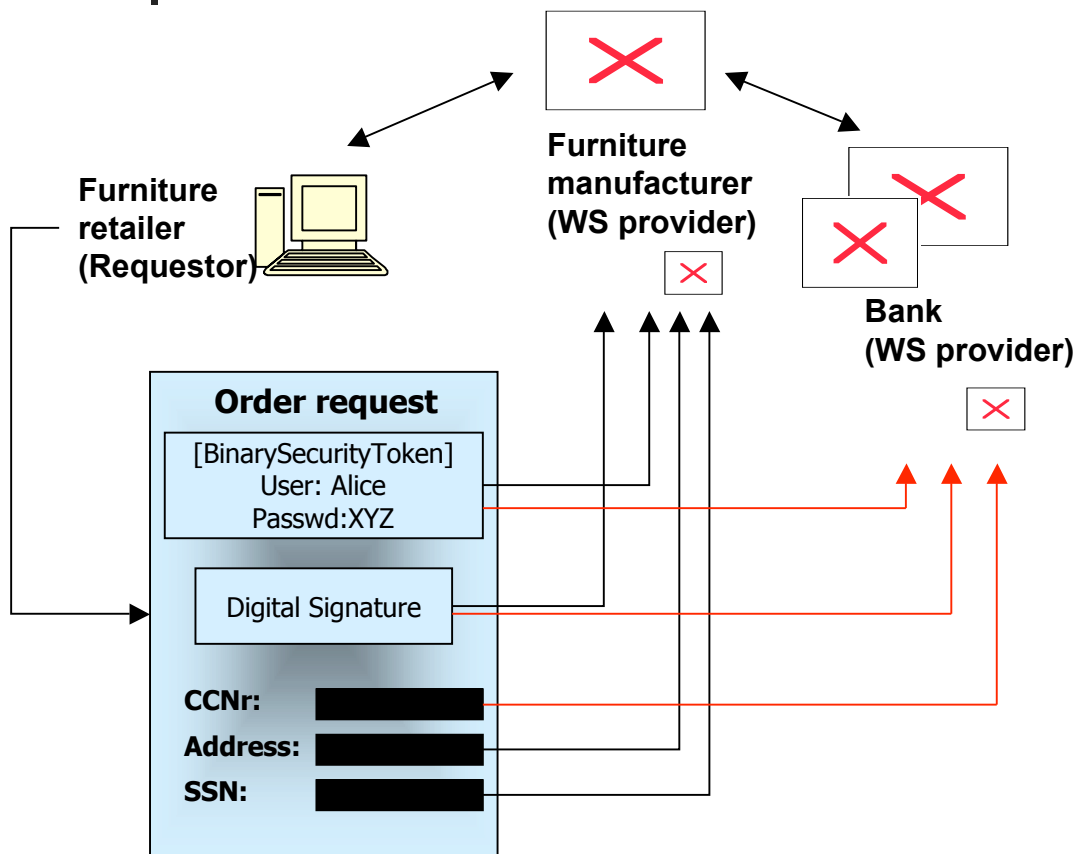 Furniture
manufacturer
(WS provider)
Furniture
retailer
(Requestor)
Bank
(WS provider)
Order request
[BinarySecurityToken]
User: Alice
Passwd:XYZ
Digital Signature
CCNr:
Address:
SSN: